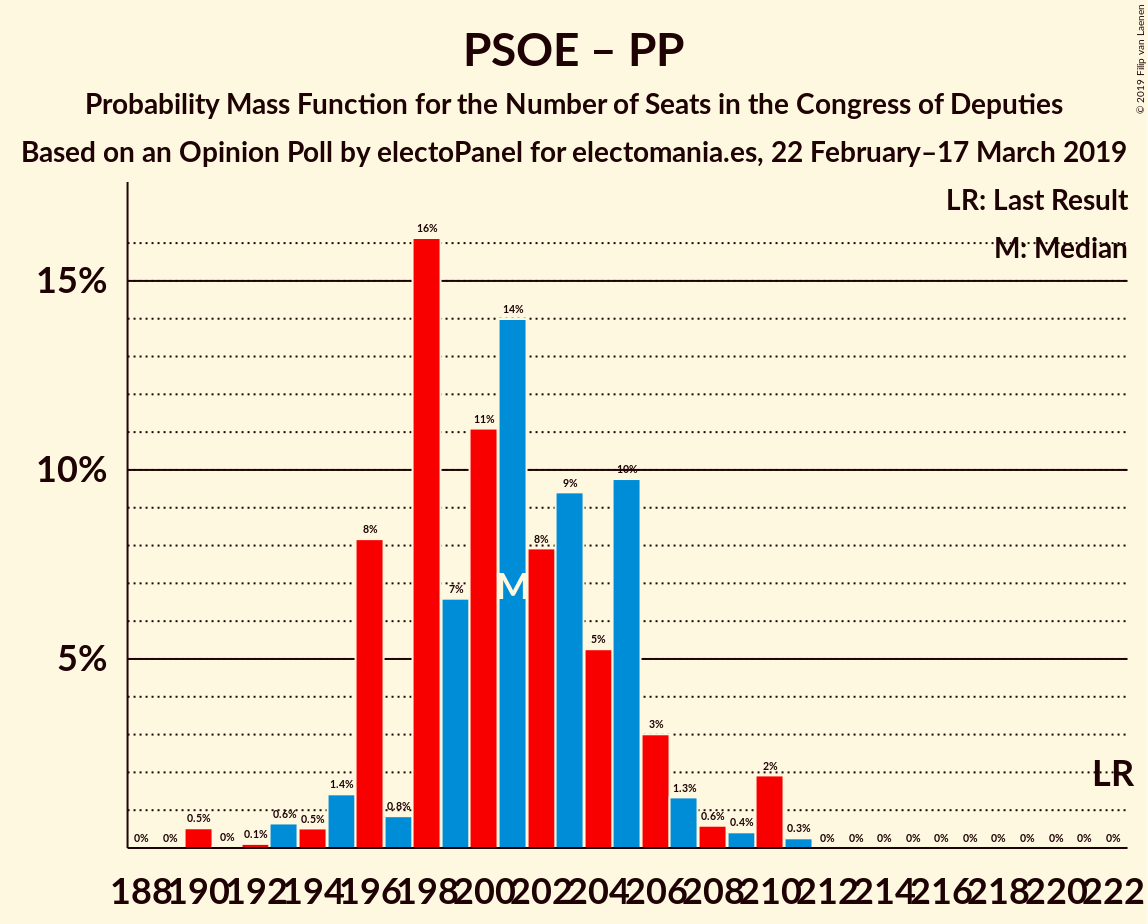 PSOE – PP
Probability Mass Function for the Number of Seats in the Congress of Deputies
Based on an Opinion Poll by electoPanel for electomania.es, 22 February–17 March 2019
© 2019 Filip van Laenen
LR: Last Result
M: Median
15%
10%
5%
0% 0% 0.5% 0% 0.1% 0.6% 0.5% 1.4% 8% 0.8% 16% 7% 11% 14% 8% 9% 5% 10% 3% 1.3% 0.6% 0.4% 2% 0.3% 0% 0% 0% 0% 0% 0% 0% 0% 0% 0% 0%
M
LR
188 190 192 194 196 198 200 202 204 206 208 210 212 214 216 218 220 222